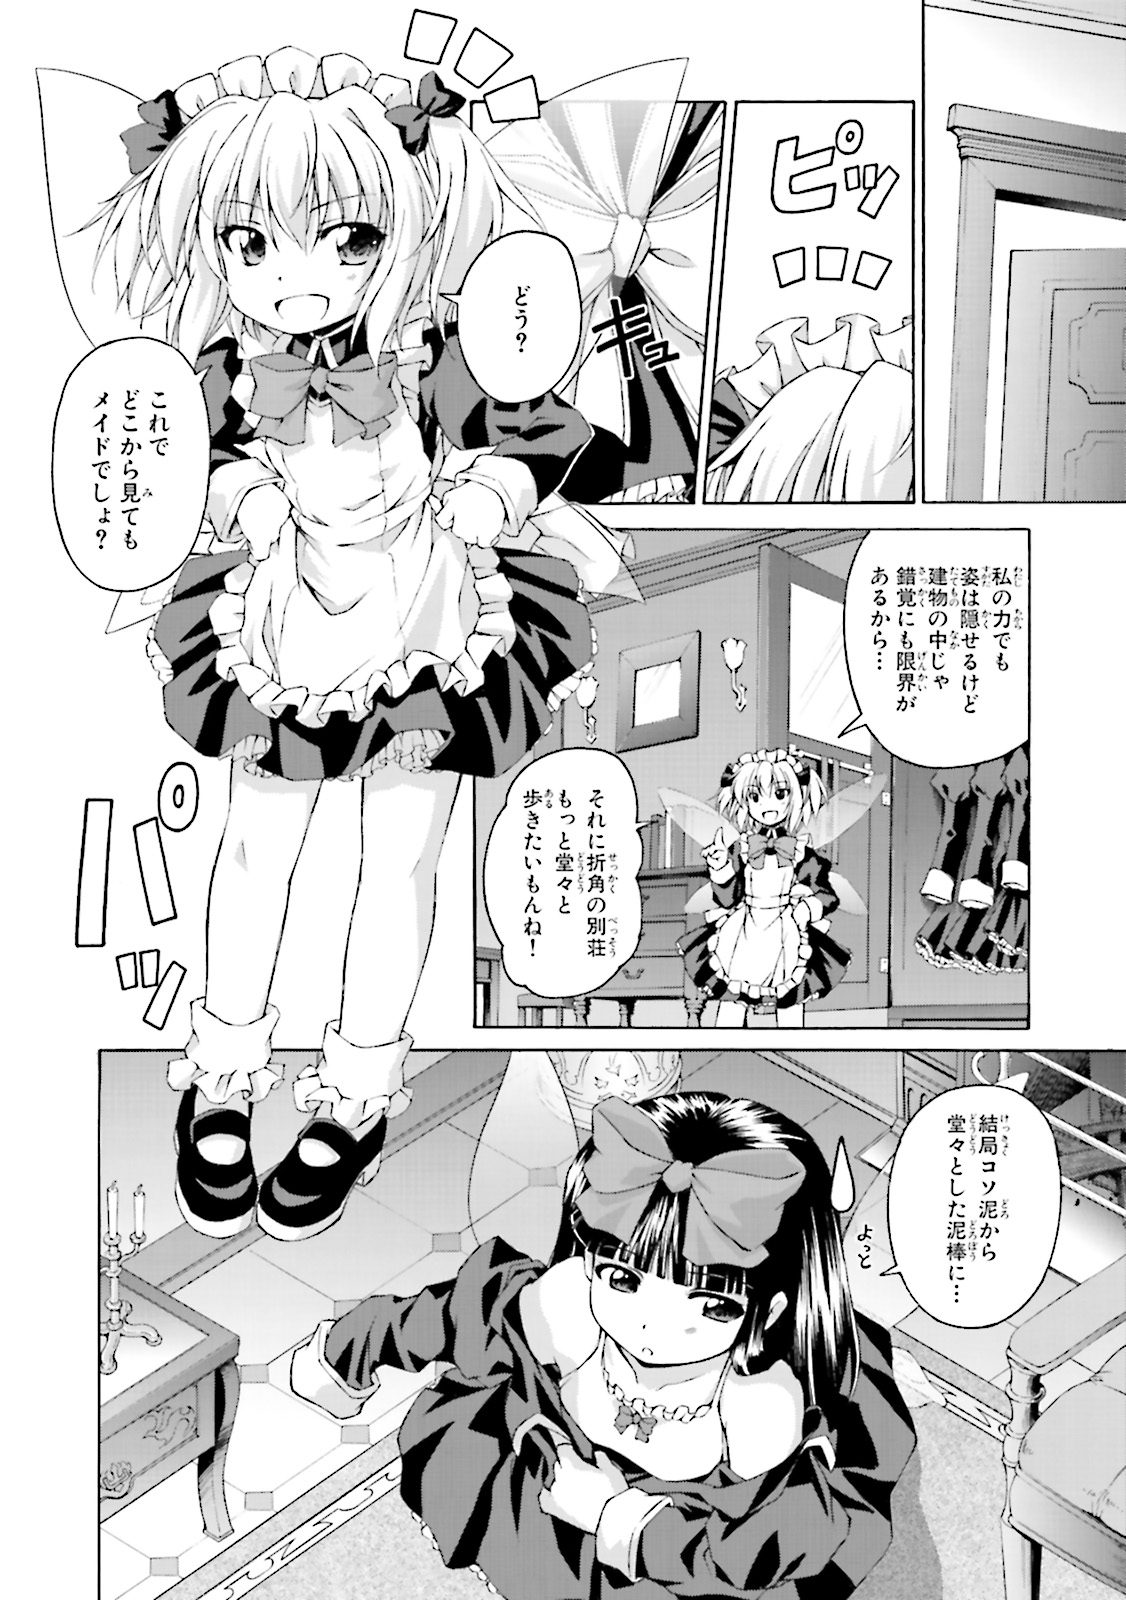 ピッ
キュ
どう?
これで
どこから見ても
メイドでしょ?
パーンッ
私の力でも
姿は隠せるけど
建物の中じゃ
錯覚にも限界が
あるから…
それに折角の別荘
もっと堂々と
歩きたいもんね!
結局コソ泥から
堂々とした泥棒に…
よっと